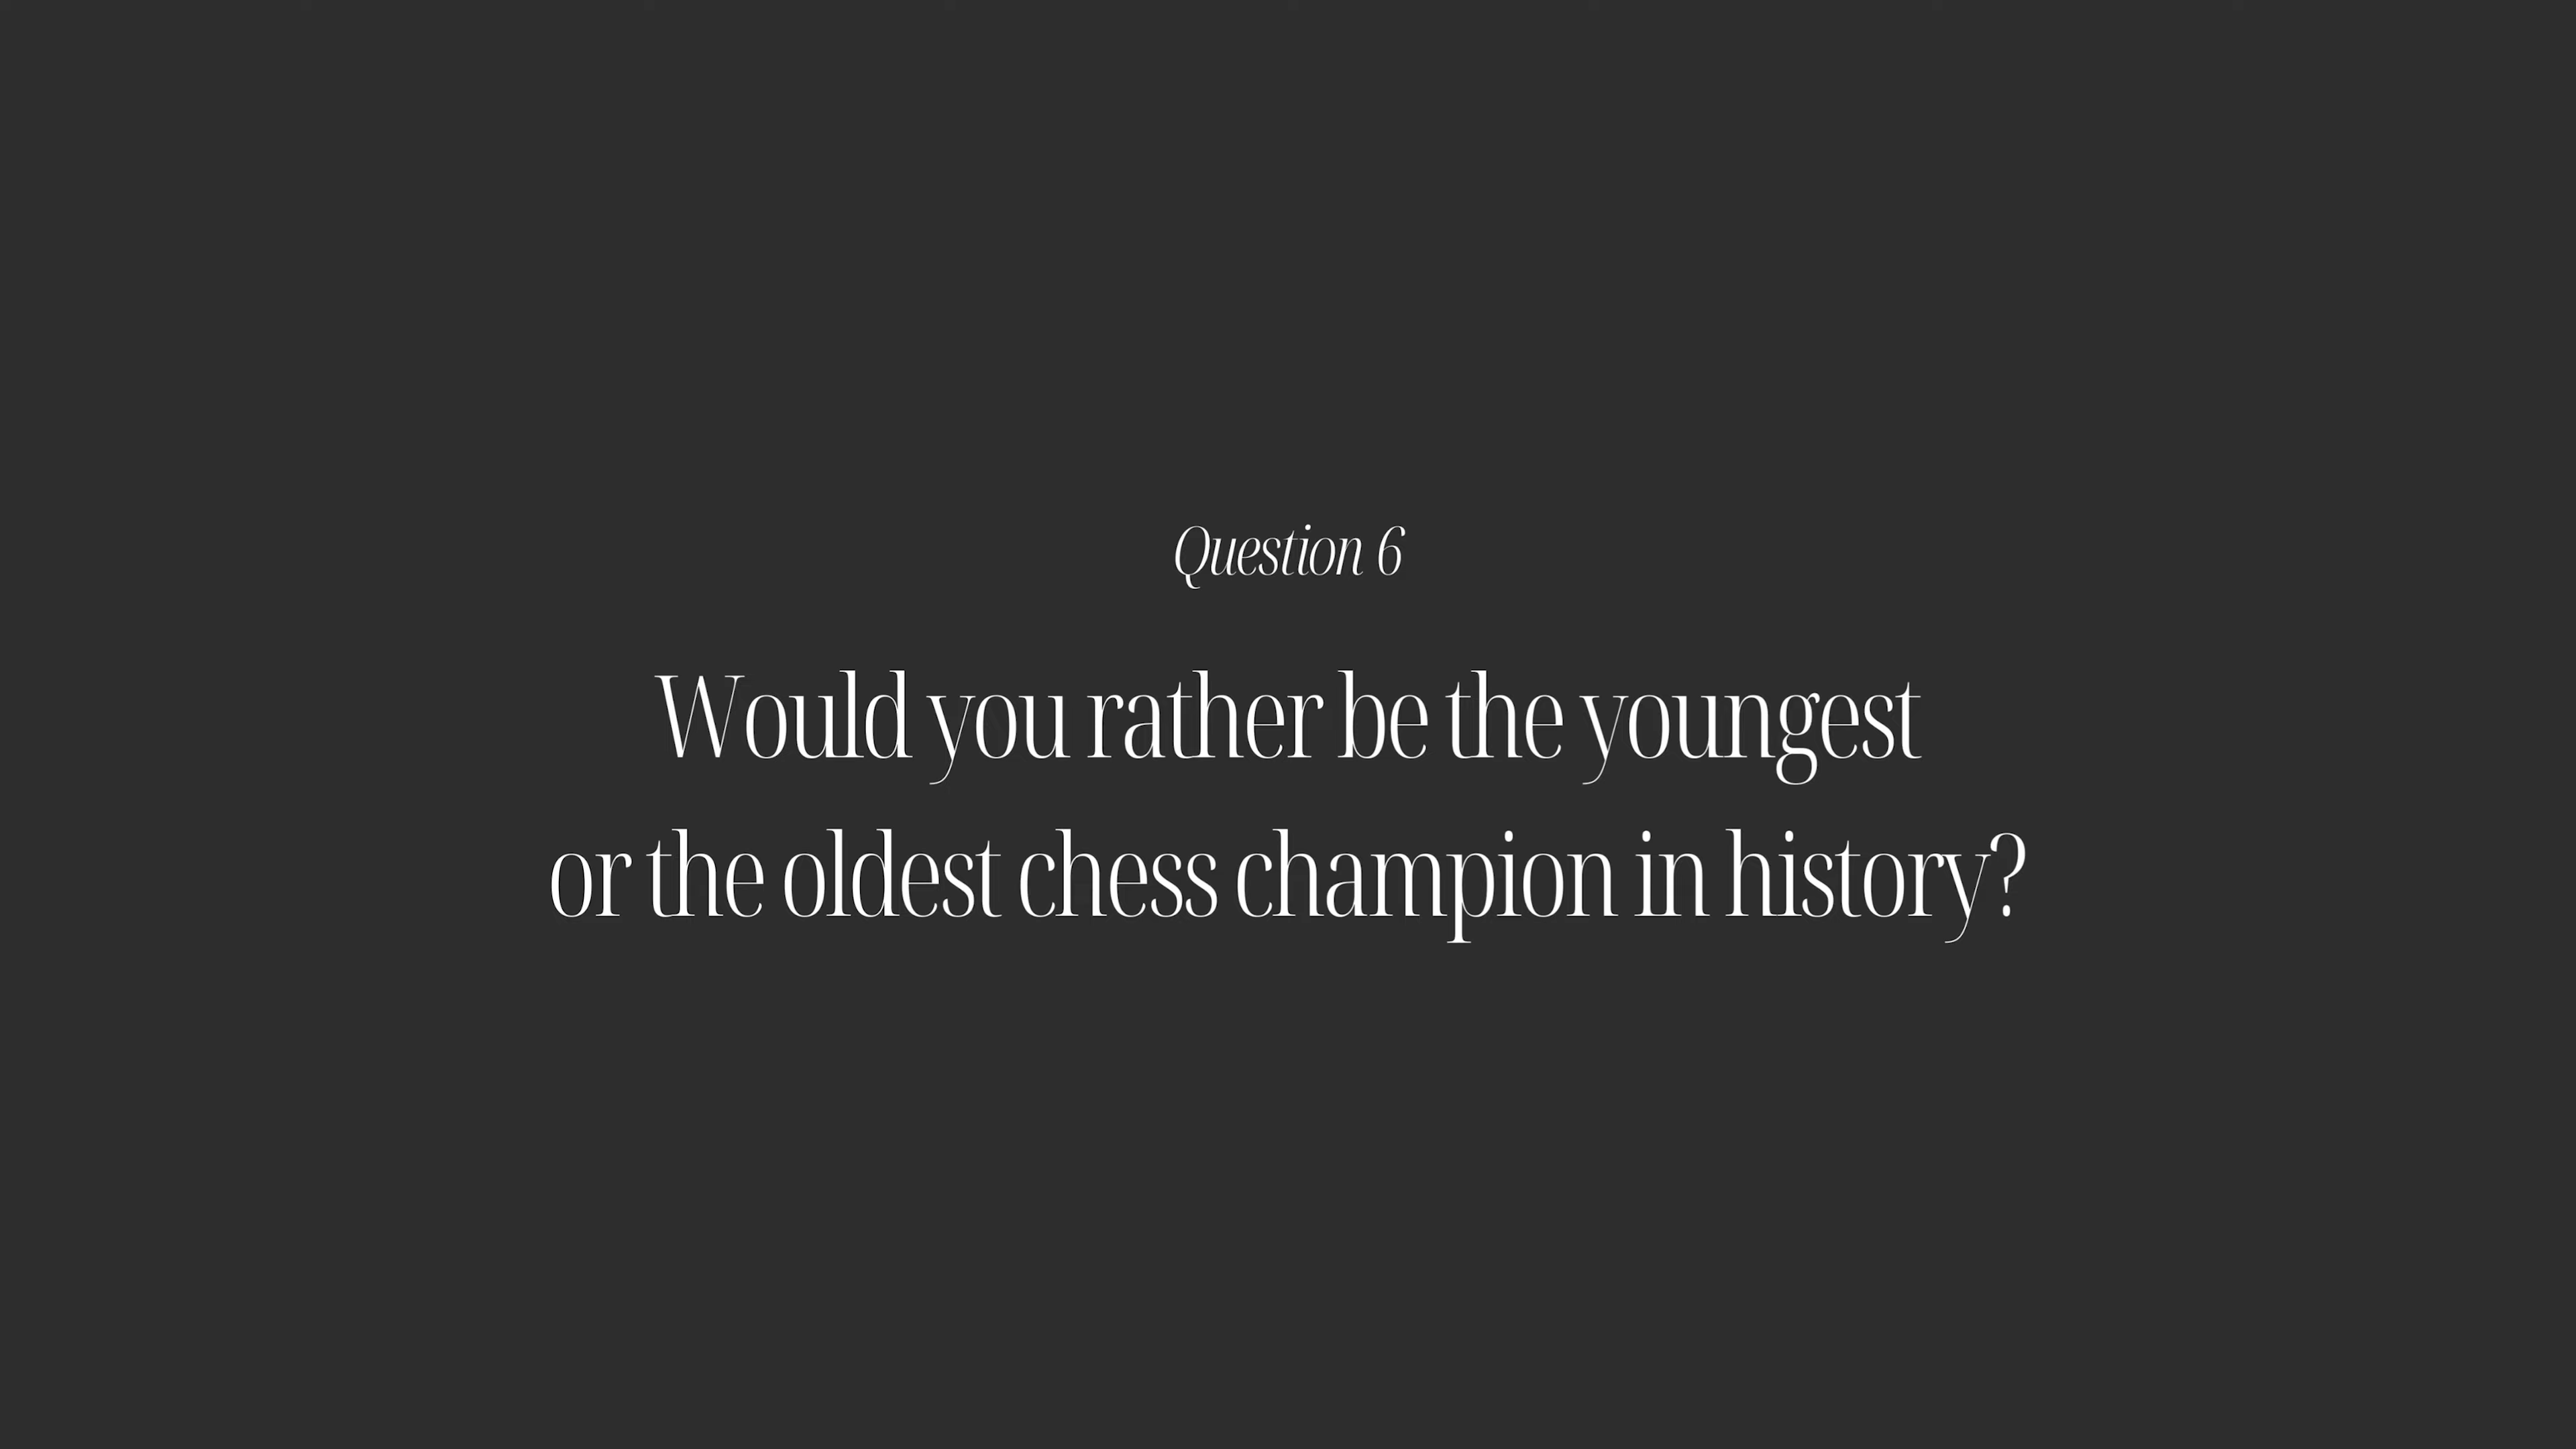 Question 6
Would you rather be the youngest
or the oldest chess champion in history?